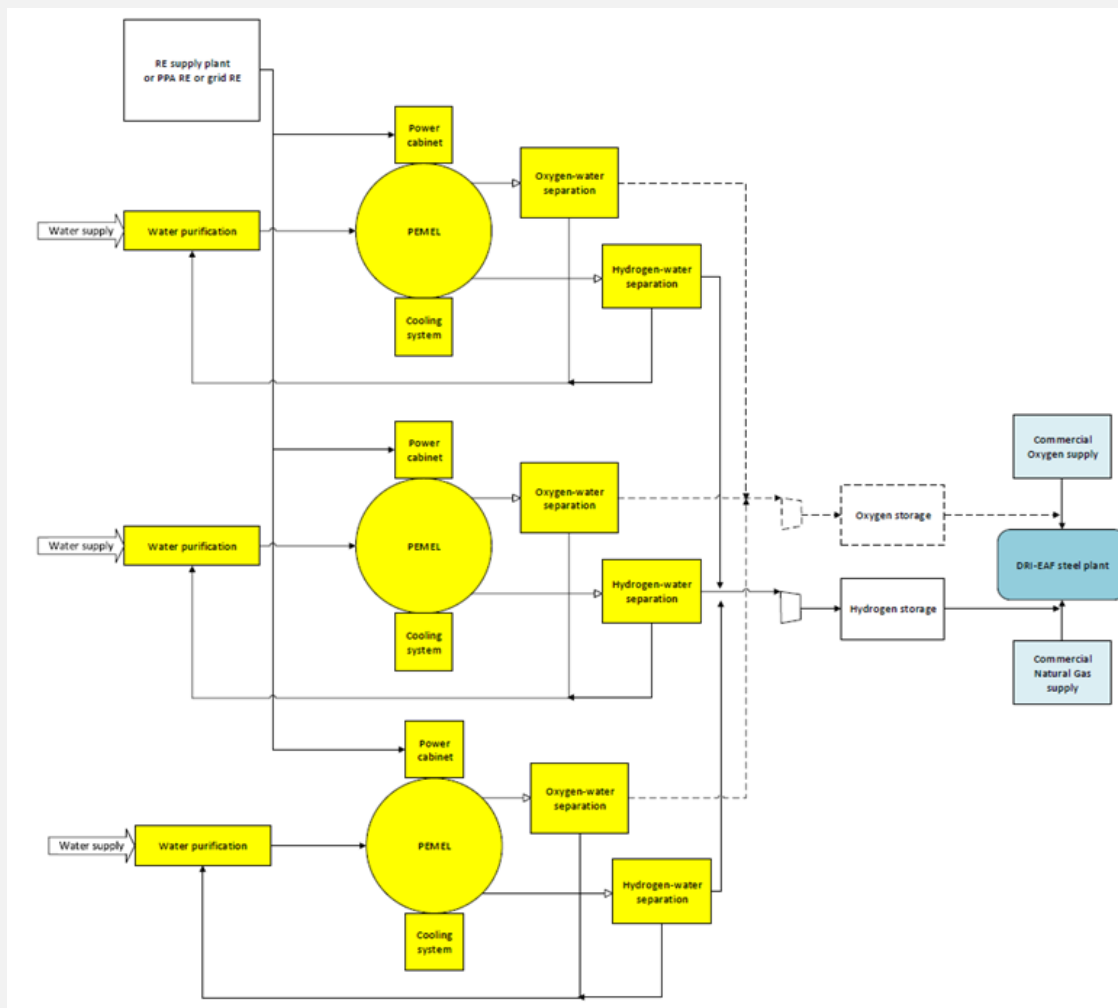 RE supply plant
or PPA RE or grid RE
Power
cabinet
Oxygen-water
separation
Water supply
Water purification
PEMEL
Hydrogen-water
separation
Cooling
system
Power
cabinet
Commercial
Oxygen supply
Oxygen-water
separation
Oxygen storage
Water supply
Water purification
PEMEL
DRI-EAF steel plant
Hydrogen-water
separation
Hydrogen storage
Cooling
system
Commercial
Natural Gas
supply
Power
cabinet
Oxygen-water
separation
Water supply
Water purification
PEMEL
Hydrogen-water
separation
Cooling
system